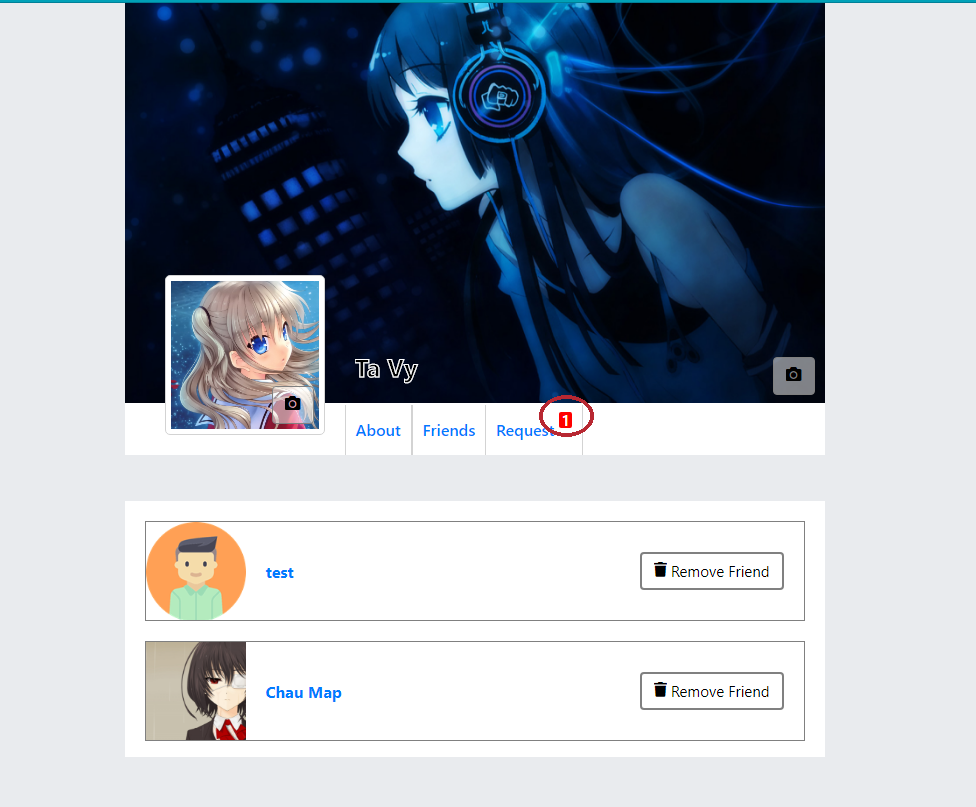 Ta Vy
About Friends Request 1
test Remove Friend
Chau Map Remove Friend